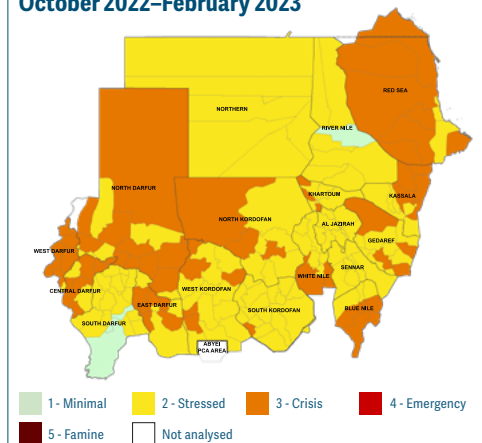 October 2022–February 2023
RED SEA
NORTHERN
RIVER NILE
NORTH DARFUR
KHARTOUM
KASSALA
NORTH KORDOFAN
AL JAZIRAH
GEDAREF
WEST DARFUR
SENNAR
WHITE NILE
CENTRAL DARFUR
WEST KORDOFAN
EAST DARFUR
SOUTH KORDOFAN
BLUE NILE
SOUTH DARFUR
ABYEI
PCA AREA
1 - Minimal
2 - Stressed
3 - Crisis
4 - Emergency
5 - Famine
Not analysed